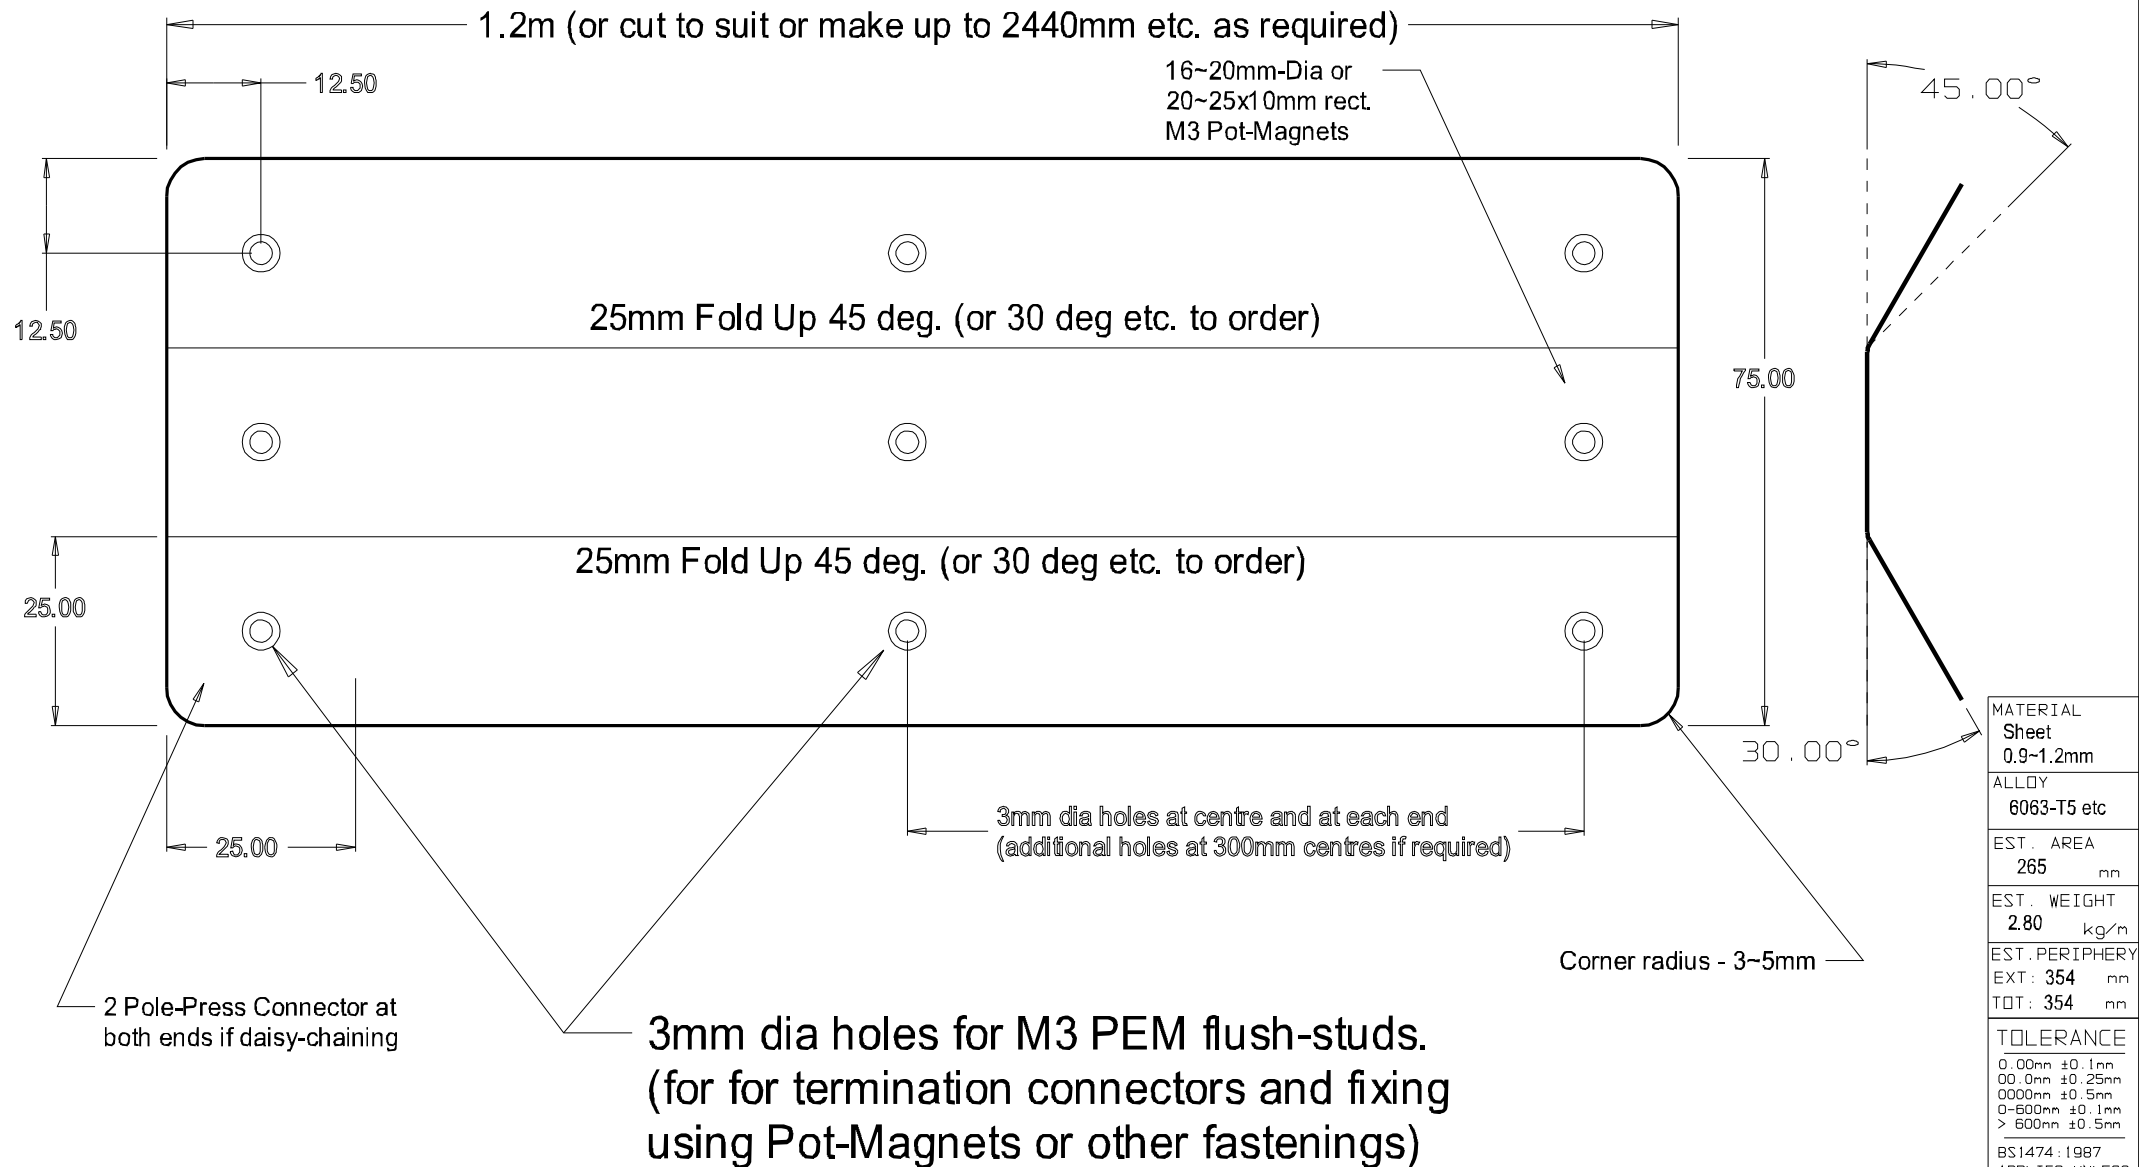 1.2m (or cut to suit or make up to 2440mm etc. as required)
12.50
16~20mm-Dia or
20~25x10mm rect.
M3 Pot-Magnets
45.00°
12.50
25mm Fold Up 45 deg. (or 30 deg etc. to order)
75.00
25mm Fold Up 45 deg. (or 30 deg etc. to order)
25.00
30.00°
25.00
3mm dia holes at centre and at each end
(additional holes at 300mm centres if required)
Corner radius - 3~5mm
2 Pole-Press Connector at
both ends if daisy-chaining
3mm dia holes for M3 PEM flush-studs.
(for for termination connectors and fixing
using Pot-Magnets or other fastenings)
MATERIAL
Sheet
0.9~1.2mm
ALLOY
6063-T5 etc
EST. AREA
265 mm
EST. WEIGHT
2.80 kg/m
EST.PERIPHERY
EXT: 354 mm
TOT: 354 mm
TOLERANCE
0.00mm ±0.1mm
00.0mm ±0.25mm
0000mm ±0.5mm
0-600mm ±0.1mm
> 600mm ±0.5mm
BS1474:1987